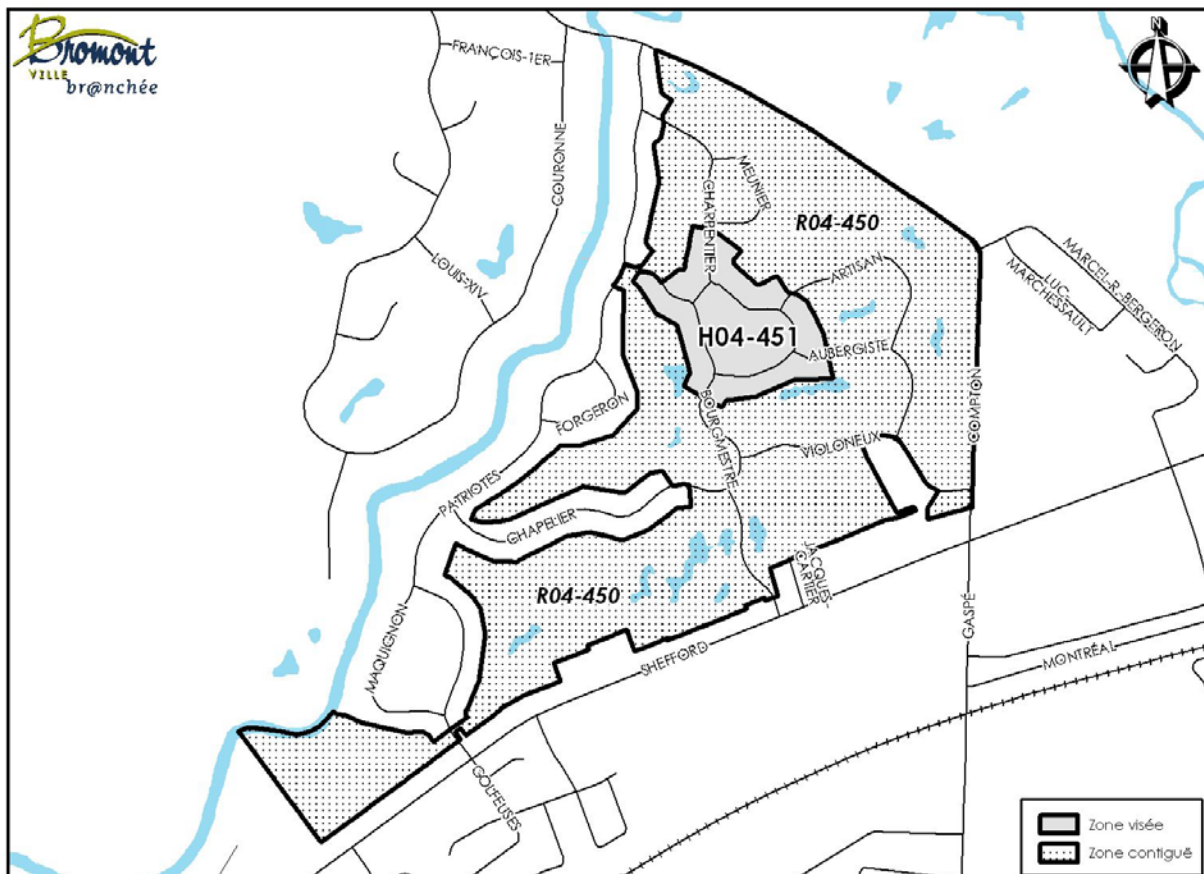 Bromont
VILLE
br@nchée
N
FRANÇOIS-1ER
COURONNE
LOUIS-XIV
MEUNIER
CHARPENTIER
R04-450
ARTISAN
MARCEL-R.-BERGERON
LUC-
MARCHESSAULT
H04-451
AUBERGISTE
COMPTON
FORGERON
BOURGMESTRE
VIOLONEUX
PATRIOTES
CHAPELIER
JACQUES-
CARTIER
R04-450
GASPÉ
MAQUIGNON
SHEFFORD
MONTRÉAL
GOLFEUSES
Zone visée
Zone contiguë